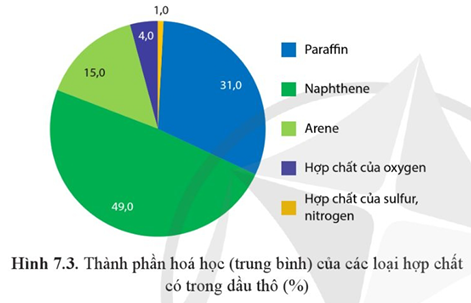 1,0
4,0
15,0
31,0
49,0
Paraffin
Naphthene
Arene
Hợp chất của oxygen
Hợp chất của sulfur,
nitrogen
Hình 7.3. Thành phần hoá học (trung bình) của các loại hợp chất
có trong dầu thô (%)